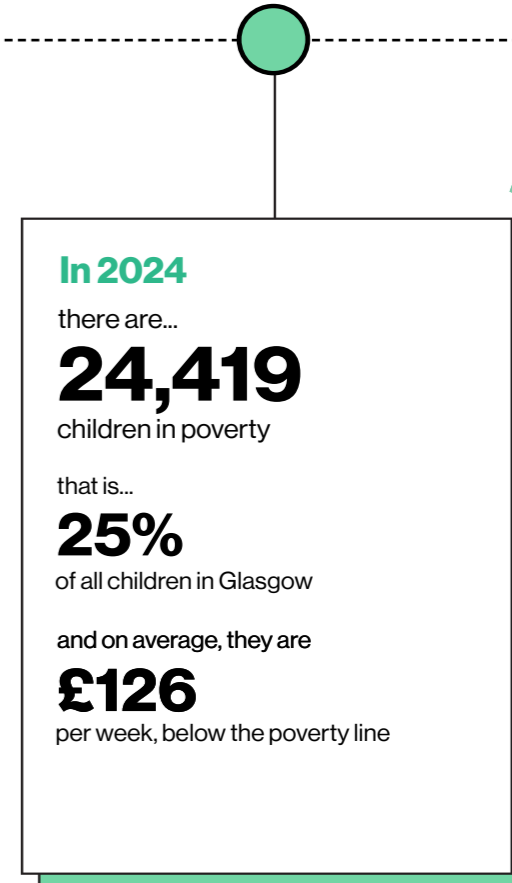 In 2024
there are...
24,419
children in poverty
that is...
25%
of all children in Glasgow
and on average, they are
£126
per week, below the poverty line